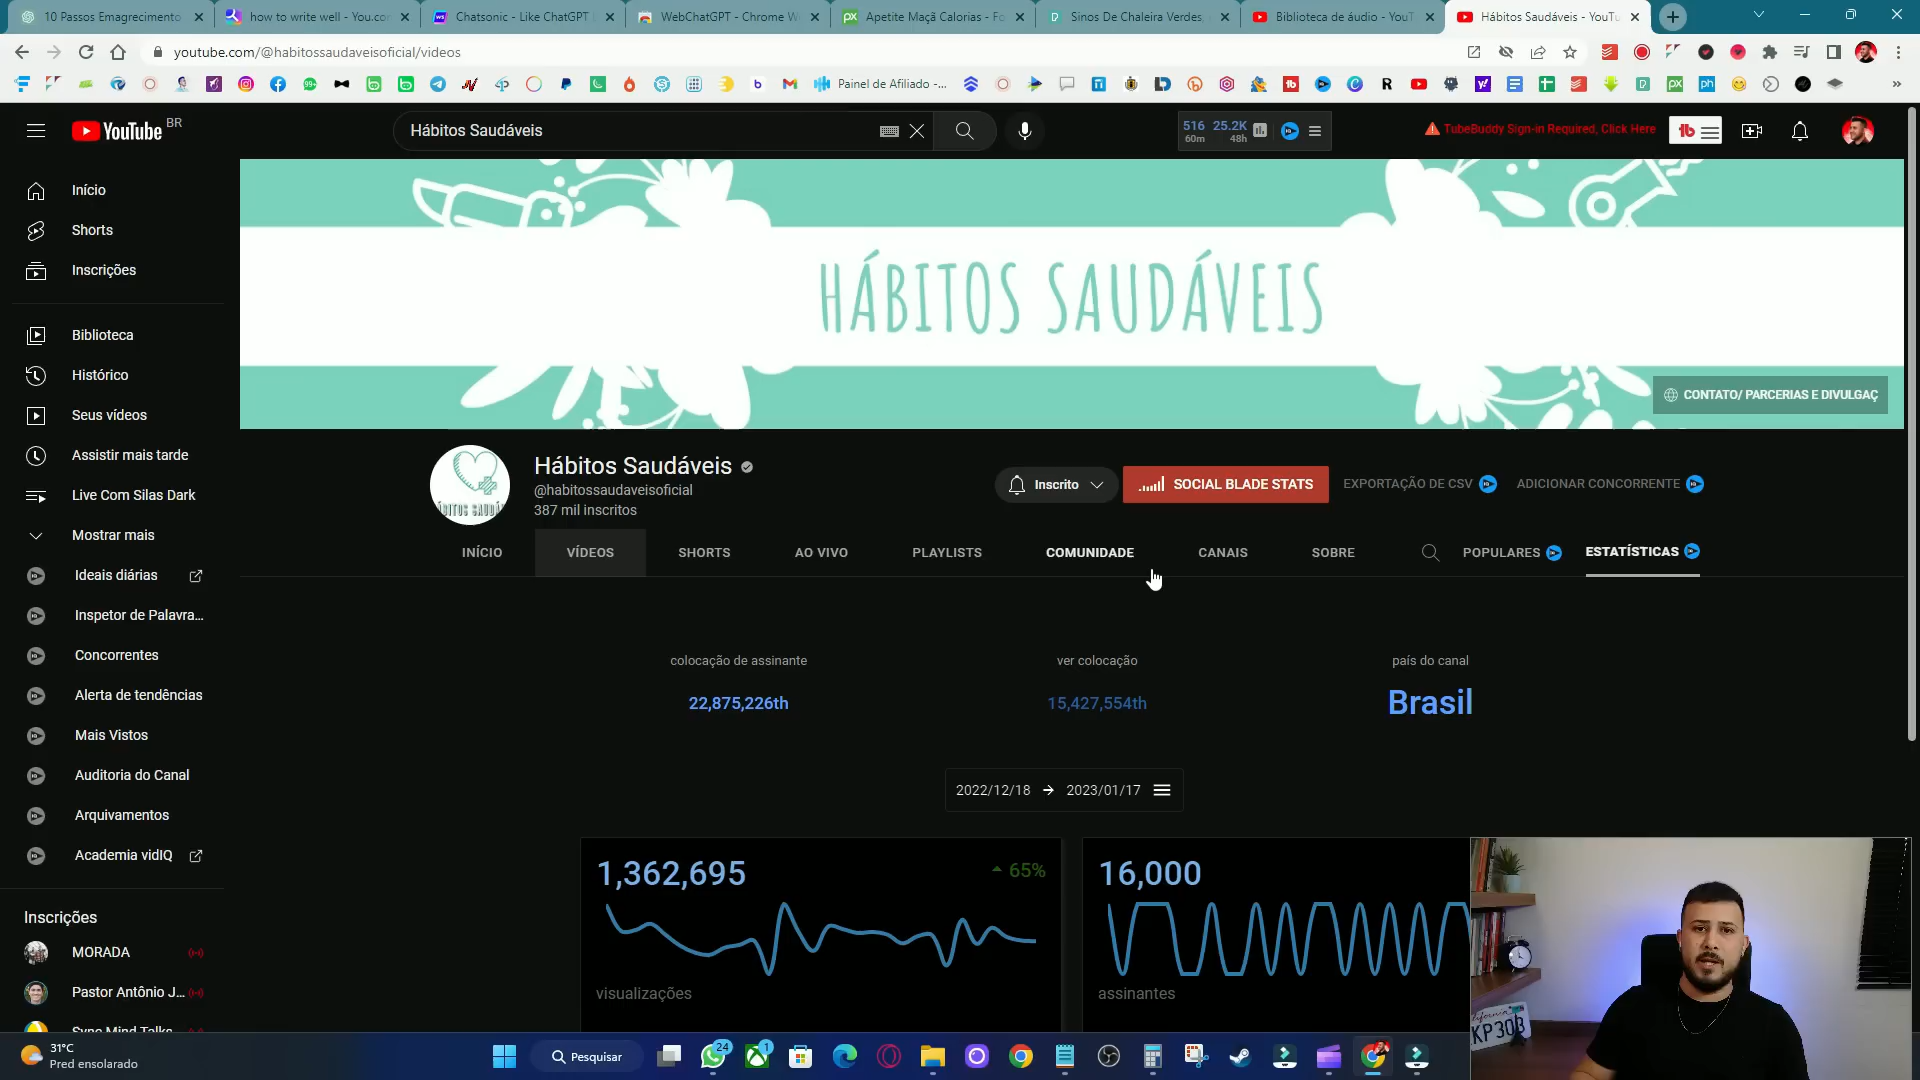 10 Passos Emagrecimento
how to write well - You.co
Chatsonic - Like ChatGPT
WebChatGPT - Chrome W
Apetite Maçã Calorias - Fo
Sinos De Chaleira Verdes,
Biblioteca de áudio - YouT
Hábitos Saudáveis - YouTu
youtube.com/@habitossaudaveisoficial/videos
Painel de Afiliado -...
YouTube BR
Hábitos Saudáveis
516 25.2K
60m 48h
TubeBuddy Sign-in Required, Click Here
Início
Shorts
Inscrições
Biblioteca
Histórico
Seus vídeos
Assistir mais tarde
Live Com Silas Dark
Mostrar mais
Ideais diárias
Inspetor de Palavra...
Concorrentes
Alerta de tendências
Mais Vistos
Auditoria do Canal
Arquivamentos
Academia vidIQ
Inscrições
MORADA
Pastor Antônio J...
Sync Mind Talks
HÁBITOS SAUDÁVEIS
CONTATO/ PARCERIAS E DIVULGAÇ
Hábitos Saudáveis
@habitossaudaveisoficial
387 mil inscritos
Inscrito
SOCIAL BLADE STATS
EXPORTAÇÃO DE CSV
ADICIONAR CONCORRENTE
INÍCIO
VÍDEOS
SHORTS
AO VIVO
PLAYLISTS
COMUNIDADE
CANAIS
SOBRE
POPULARES
ESTATÍSTICAS
colocação de assinante
22,875,226th
ver colocação
15,427,554th
país do canal
Brasil
2022/12/18 → 2023/01/17
1,362,695
65%
visualizações
16,000
assinantes
31°C
Pred ensolarado
Pesquisar
24
1